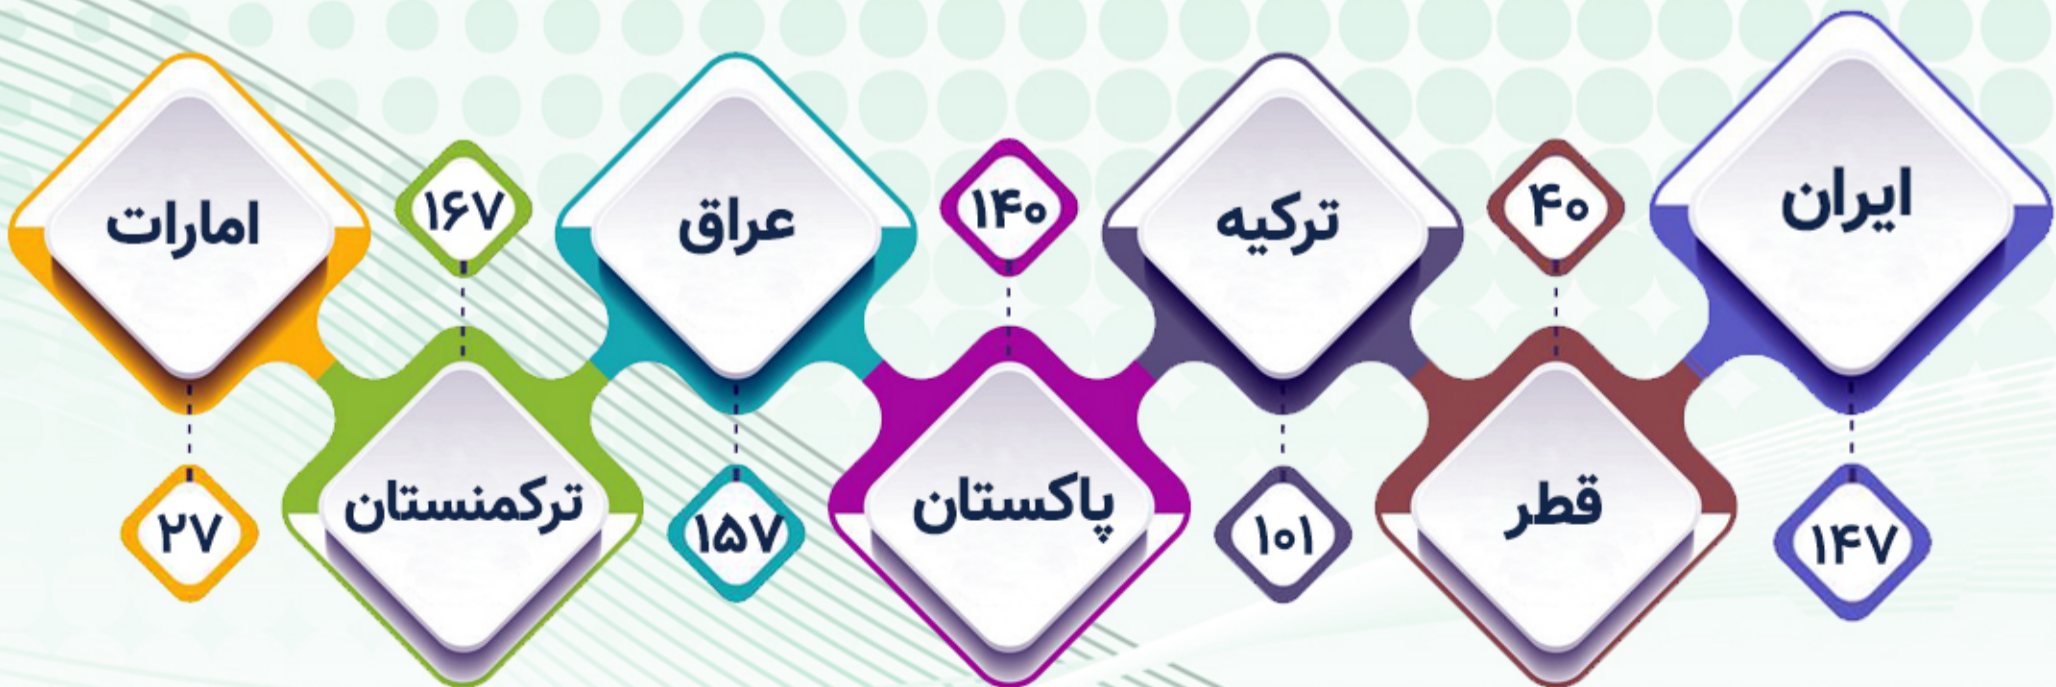 ایران
۱۴۷
قطر
۴۰
ترکیه
۱۰۱
پاکستان
۱۴۰
عراق
۱۵۷
ترکمنستان
۱۶۷
امارات
۲۷